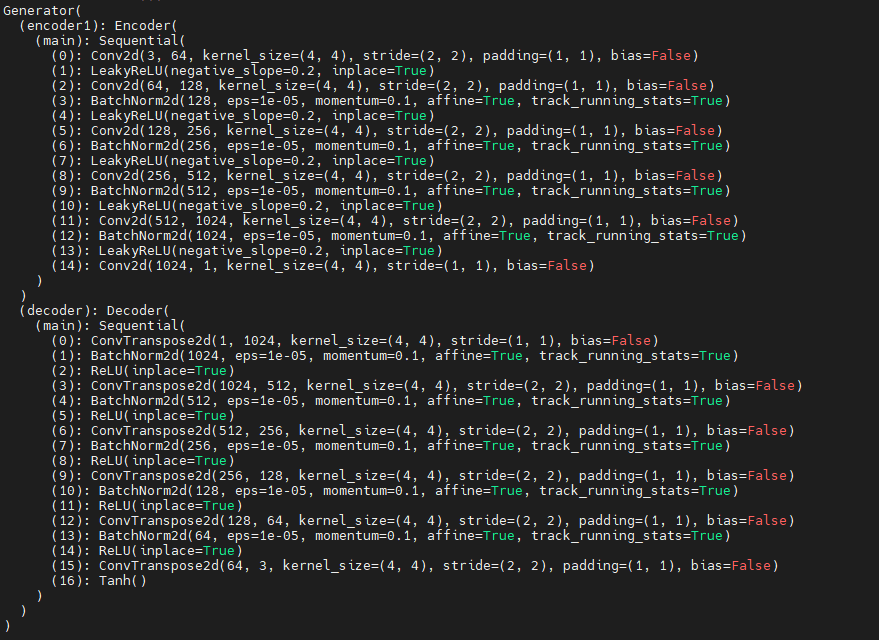 Generator(
  (encoder1): Encoder(
    (main): Sequential(
      (0): Conv2d(3, 64, kernel_size=(4, 4), stride=(2, 2), padding=(1, 1), bias=False)
      (1): LeakyReLU(negative_slope=0.2, inplace=True)
      (2): Conv2d(64, 128, kernel_size=(4, 4), stride=(2, 2), padding=(1, 1), bias=False)
      (3): BatchNorm2d(128, eps=1e-05, momentum=0.1, affine=True, track_running_stats=True)
      (4): LeakyReLU(negative_slope=0.2, inplace=True)
      (5): Conv2d(128, 256, kernel_size=(4, 4), stride=(2, 2), padding=(1, 1), bias=False)
      (6): BatchNorm2d(256, eps=1e-05, momentum=0.1, affine=True, track_running_stats=True)
      (7): LeakyReLU(negative_slope=0.2, inplace=True)
      (8): Conv2d(256, 512, kernel_size=(4, 4), stride=(2, 2), padding=(1, 1), bias=False)
      (9): BatchNorm2d(512, eps=1e-05, momentum=0.1, affine=True, track_running_stats=True)
      (10): LeakyReLU(negative_slope=0.2, inplace=True)
      (11): Conv2d(512, 1024, kernel_size=(4, 4), stride=(2, 2), padding=(1, 1), bias=False)
      (12): BatchNorm2d(1024, eps=1e-05, momentum=0.1, affine=True, track_running_stats=True)
      (13): LeakyReLU(negative_slope=0.2, inplace=True)
      (14): Conv2d(1024, 1, kernel_size=(4, 4), stride=(1, 1), bias=False)
    )
  )
  (decoder): Decoder(
    (main): Sequential(
      (0): ConvTranspose2d(1, 1024, kernel_size=(4, 4), stride=(1, 1), bias=False)
      (1): BatchNorm2d(1024, eps=1e-05, momentum=0.1, affine=True, track_running_stats=True)
      (2): ReLU(inplace=True)
      (3): ConvTranspose2d(1024, 512, kernel_size=(4, 4), stride=(2, 2), padding=(1, 1), bias=False)
      (4): BatchNorm2d(512, eps=1e-05, momentum=0.1, affine=True, track_running_stats=True)
      (5): ReLU(inplace=True)
      (6): ConvTranspose2d(512, 256, kernel_size=(4, 4), stride=(2, 2), padding=(1, 1), bias=False)
      (7): BatchNorm2d(256, eps=1e-05, momentum=0.1, affine=True, track_running_stats=True)
      (8): ReLU(inplace=True)
      (9): ConvTranspose2d(256, 128, kernel_size=(4, 4), stride=(2, 2), padding=(1, 1), bias=False)
      (10): BatchNorm2d(128, eps=1e-05, momentum=0.1, affine=True, track_running_stats=True)
      (11): ReLU(inplace=True)
      (12): ConvTranspose2d(128, 64, kernel_size=(4, 4), stride=(2, 2), padding=(1, 1), bias=False)
      (13): BatchNorm2d(64, eps=1e-05, momentum=0.1, affine=True, track_running_stats=True)
      (14): ReLU(inplace=True)
      (15): ConvTranspose2d(64, 3, kernel_size=(4, 4), stride=(2, 2), padding=(1, 1), bias=False)
      (16): Tanh()
    )
  )
)